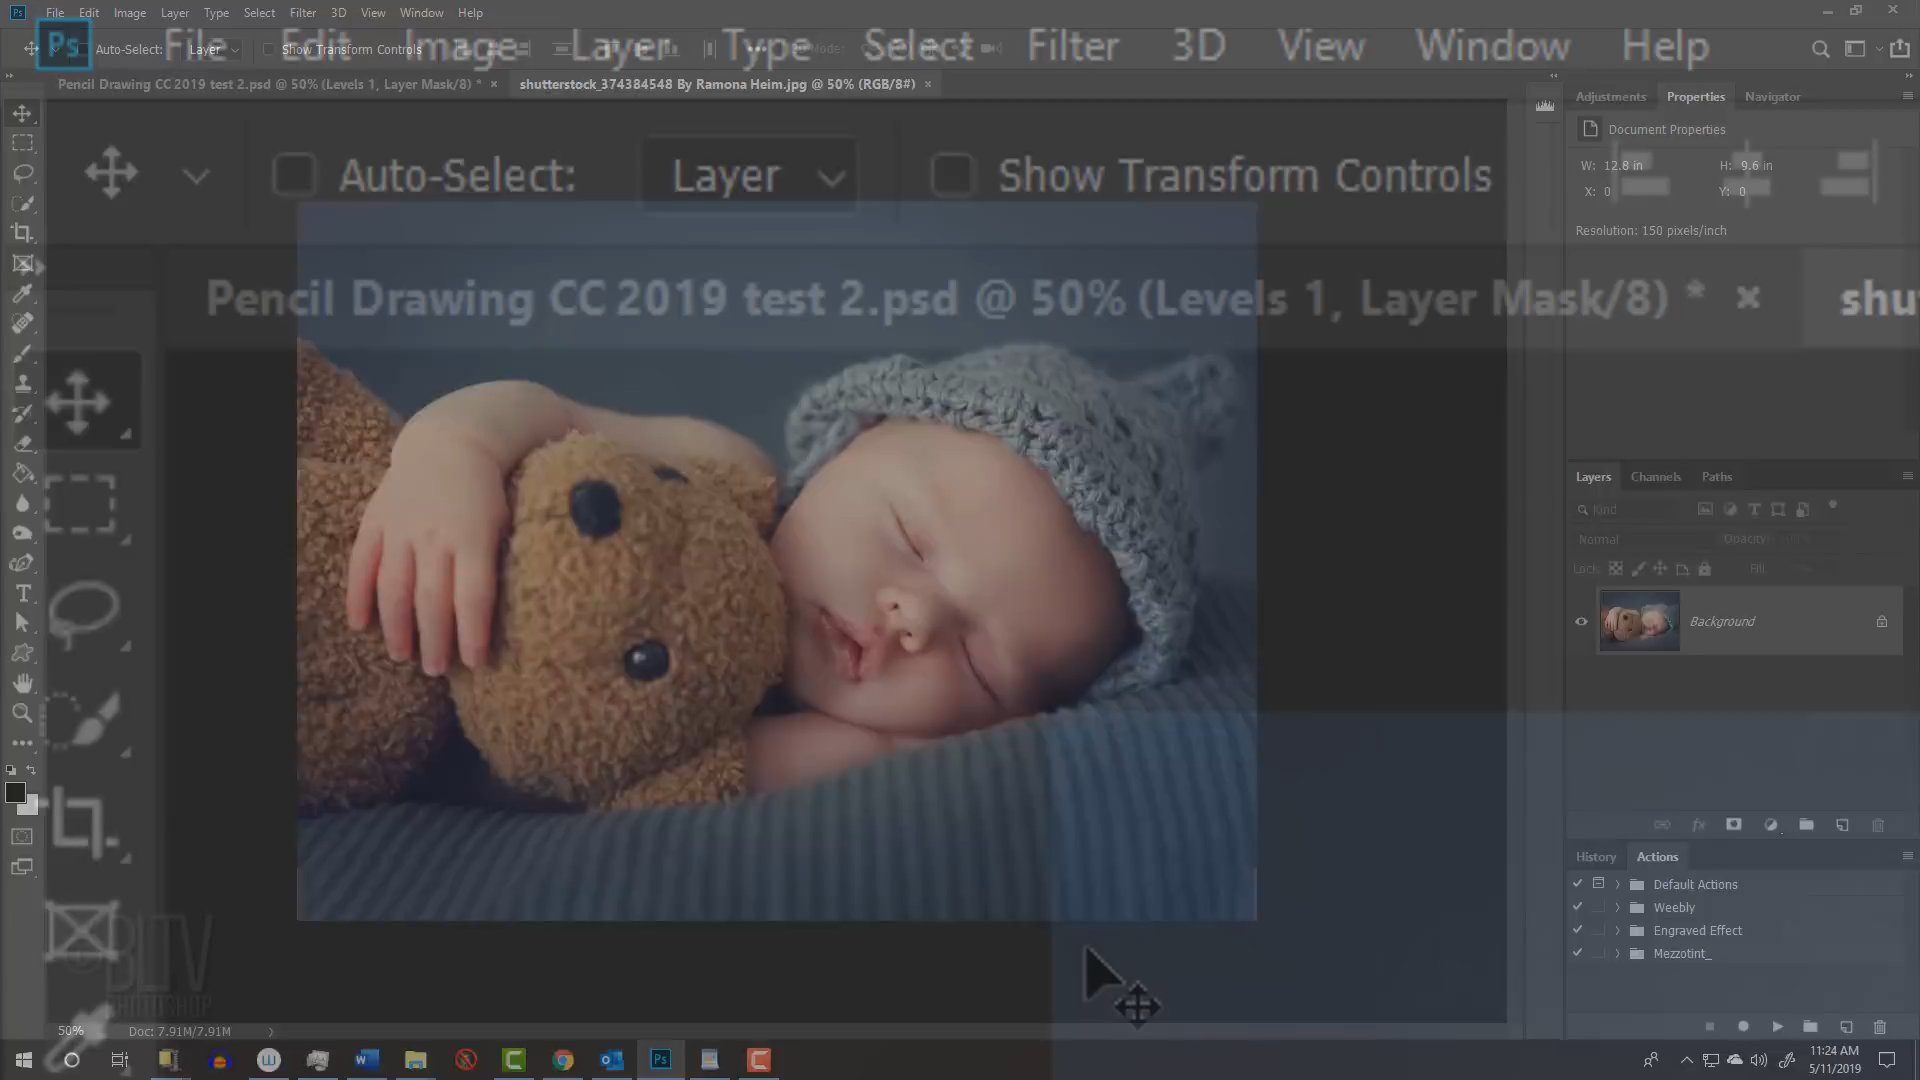 File Edit Image Layer Type Select Filter 3D View Window Help
Ps File Edit Image Layer Type Select Filter 3D View Window Help
Auto-Select: Layer Show Transform Controls
Pencil Drawing CC 2019 test 2.psd @ 50% (Levels 1, Layer Mask/8) * × shutterstock_374384548 By Ramona Heim.jpg @ 50% (RGB/8#) ×
Adjustments Properties Navigator
Document Properties
W: 12.8 in H: 9.6 in
X: 0 Y: 0
Resolution: 150 pixels/inch
Auto-Select: Layer Show Transform Controls
Pencil Drawing CC 2019 test 2.psd @ 50% (Levels 1, Layer Mask/8) * × shu
Layers Channels Paths
Kind
Normal Opacity:
Lock: Fill:
Background
History Actions
Default Actions
Weebly
Engraved Effect
Mezzotint_
BLTV
PHOTOSHOP
50% Doc: 7.91M/7.91M
11:24 AM
5/11/2019